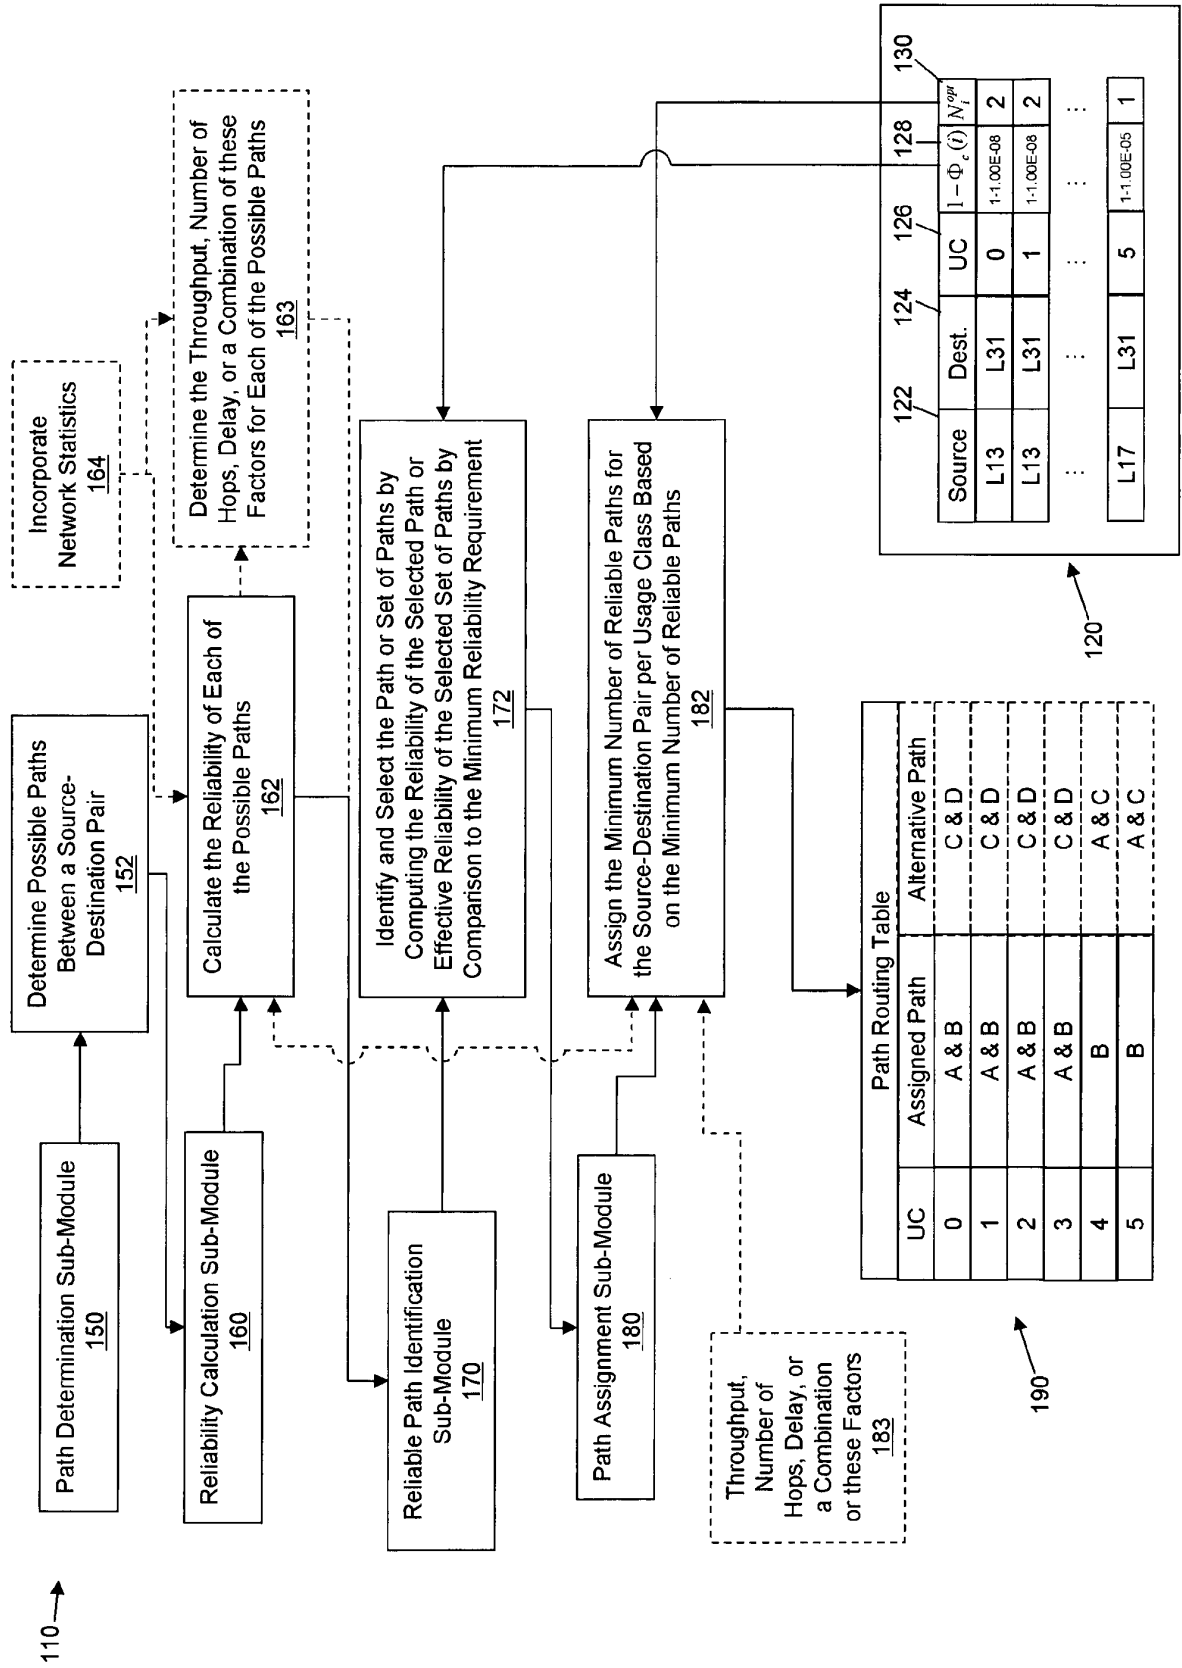 110
Path Determination Sub-Module
150
Determine Possible Paths
Between a Source-
Destination Pair
152
Incorporate
Network Statistics
164
Reliability Calculation Sub-Module
160
Calculate the Reliability of Each of
the Possible Paths
162
Determine the Throughput, Number of
Hops, Delay, or a Combination of these
Factors for Each of the Possible Paths
163
Reliable Path Identification
Sub-Module
170
Identify and Select the Path or Set of Paths by
Computing the Reliability of the Selected Path or
Effective Reliability of the Selected Set of Paths by
Comparison to the Minimum Reliability Requirement
172
Path Assignment Sub-Module
180
Assign the Minimum Number of Reliable Paths for
the Source-Destination Pair per Usage Class Based
on the Minimum Number of Reliable Paths
182
Throughput,
Number of
Hops, Delay, or
a Combination
or these Factors
183
190
Path Routing Table
UC Assigned Path Alternative Path
0 A & B C & D
1 A & B C & D
2 A & B C & D
3 A & B C & D
4 B A & C
5 B A & C
120
122 124 126 128 130
Source Dest. UC 1 − Φc(i) Ni^opt
L13 L31 0 1-1.00E-08 2
L13 L31 1 1-1.00E-08 2
⋮ ⋮ ⋮ ⋮ ⋮
L17 L31 5 1-1.00E-05 1